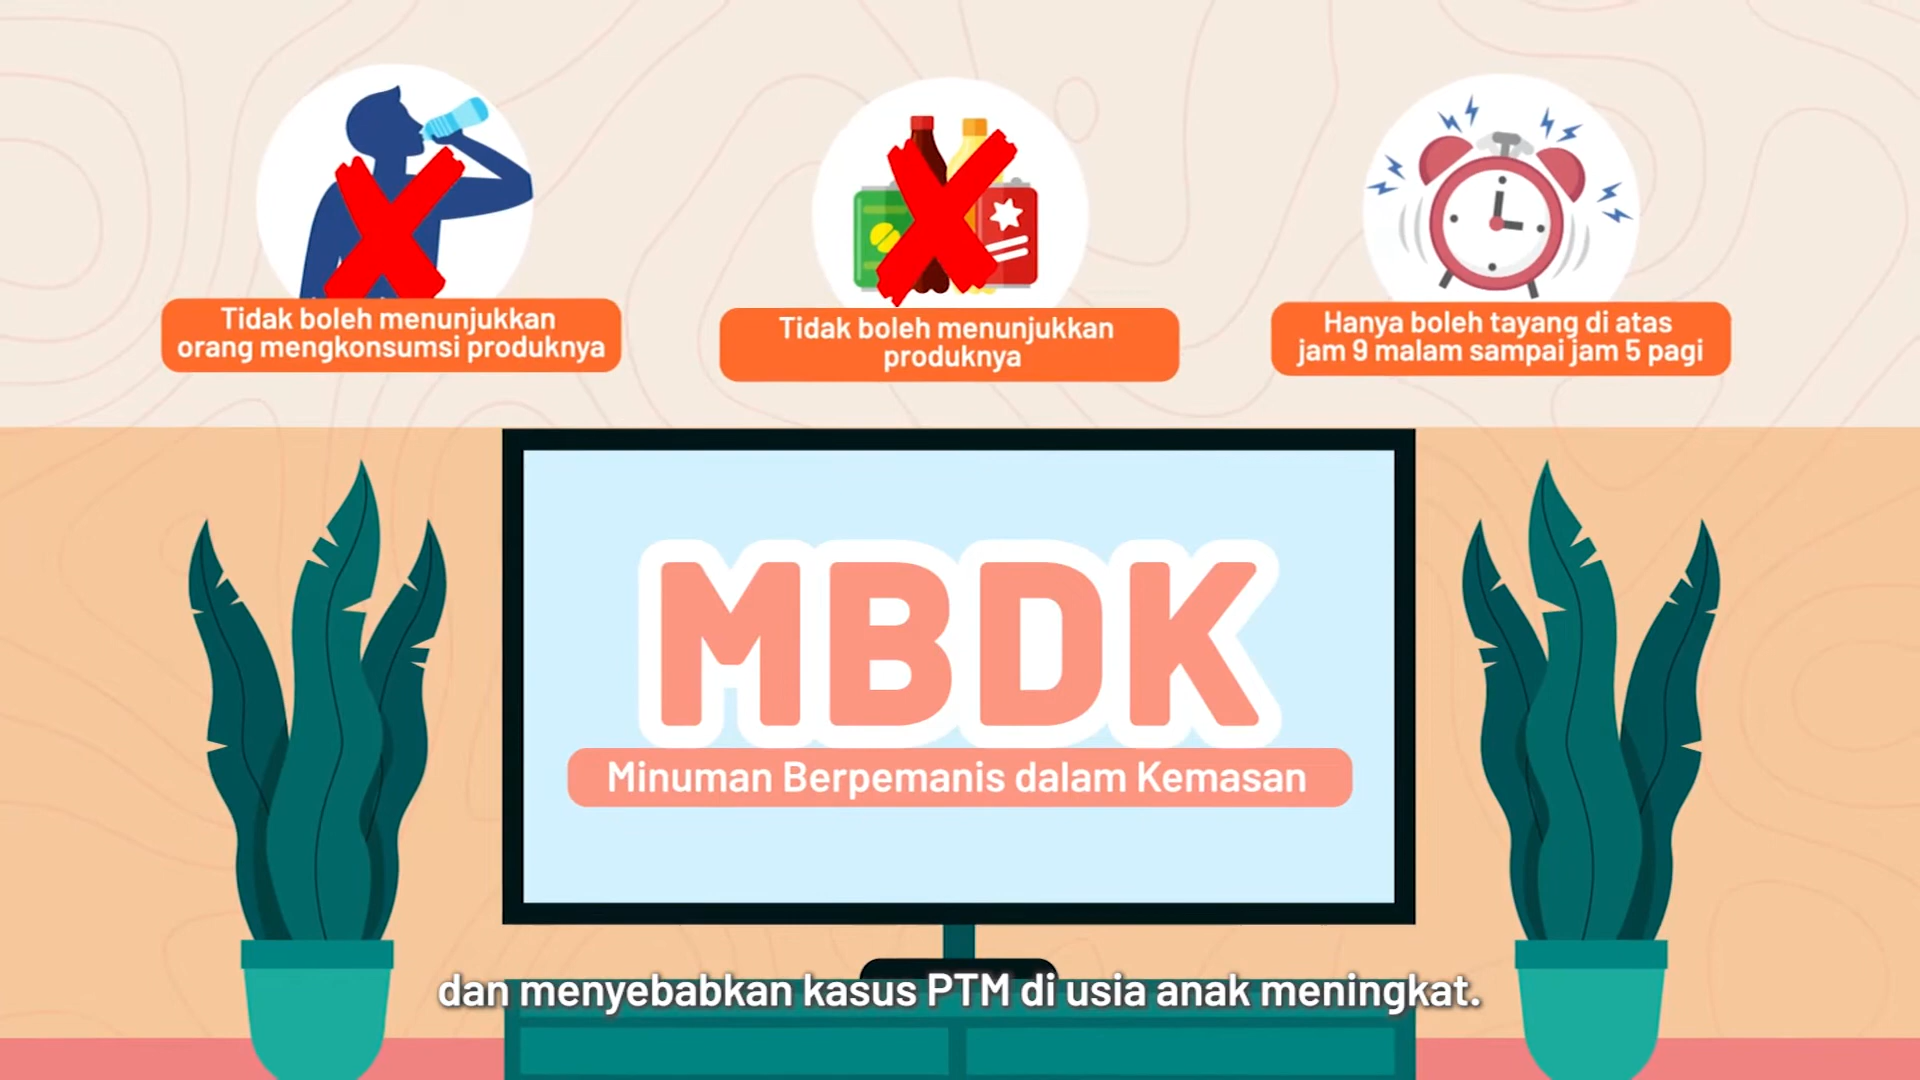 Tidak boleh menunjukkan
orang mengkonsumsi produknya
Tidak boleh menunjukkan
produknya
Hanya boleh tayang di atas
jam 9 malam sampai jam 5 pagi
MBDK
Minuman Berpemanis dalam Kemasan
dan menyebabkan kasus PTM di usia anak meningkat.